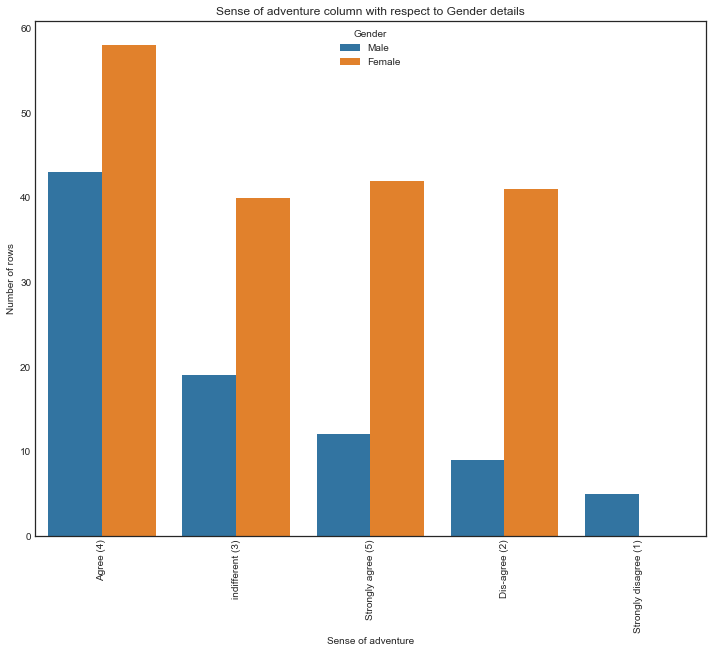 Sense of adventure column with respect to Gender details
Gender
Male
Female
Number of rows
60
50
40
30
20
10
0
Agree (4)
indifferent (3)
Strongly agree (5)
Dis-agree (2)
Strongly disagree (1)
Sense of adventure